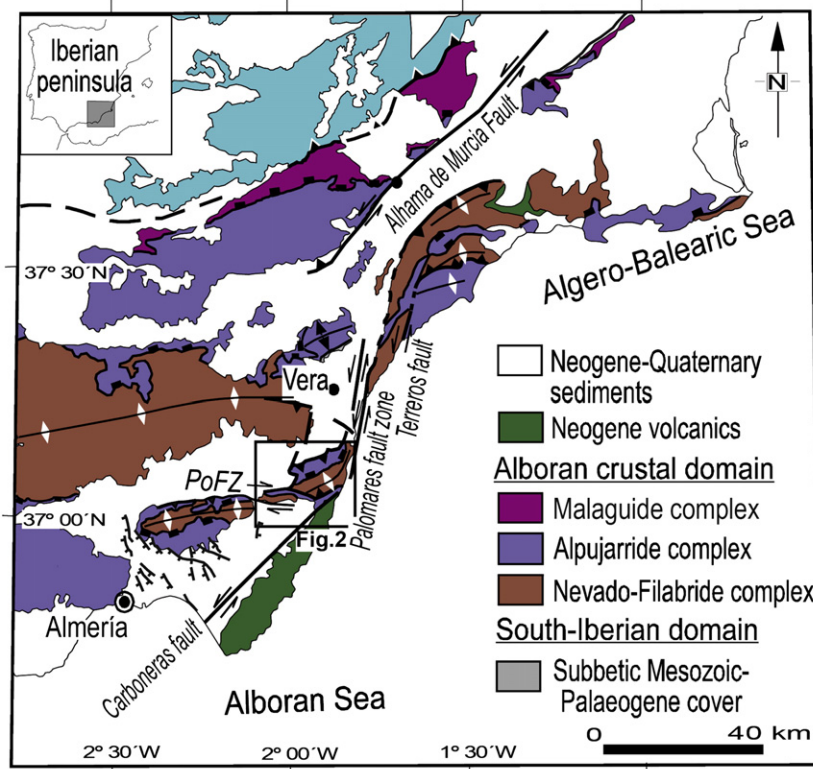 Iberian
peninsula
N
Alhama de Murcia Fault
37° 30´N
Algero-Balearic Sea
Vera
Terreros fault
Palomares fault zone
PoFZ
37° 00´N
Fig.2
Almería
Carboneras fault
Alboran Sea
Neogene-Quaternary
sediments
Neogene volcanics
Alboran crustal domain
Malaguide complex
Alpujarride complex
Nevado-Filabride complex
South-Iberian domain
Subbetic Mesozoic-
Palaeogene cover
0 40 km
2° 30´W 2° 00´W 1° 30´W